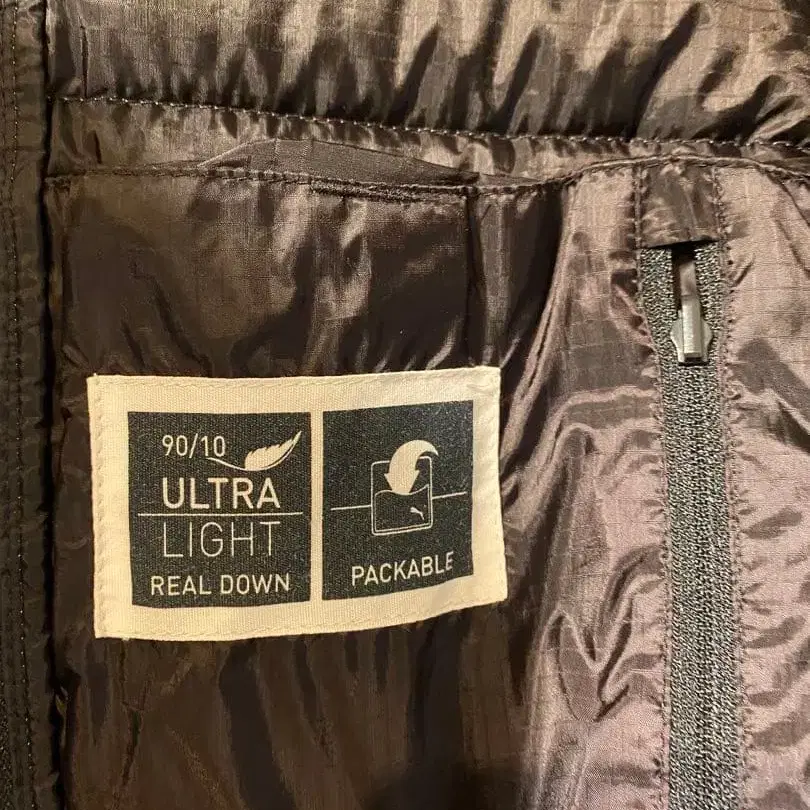 90/10
ULTRA
LIGHT
REAL DOWN
PACKABLE